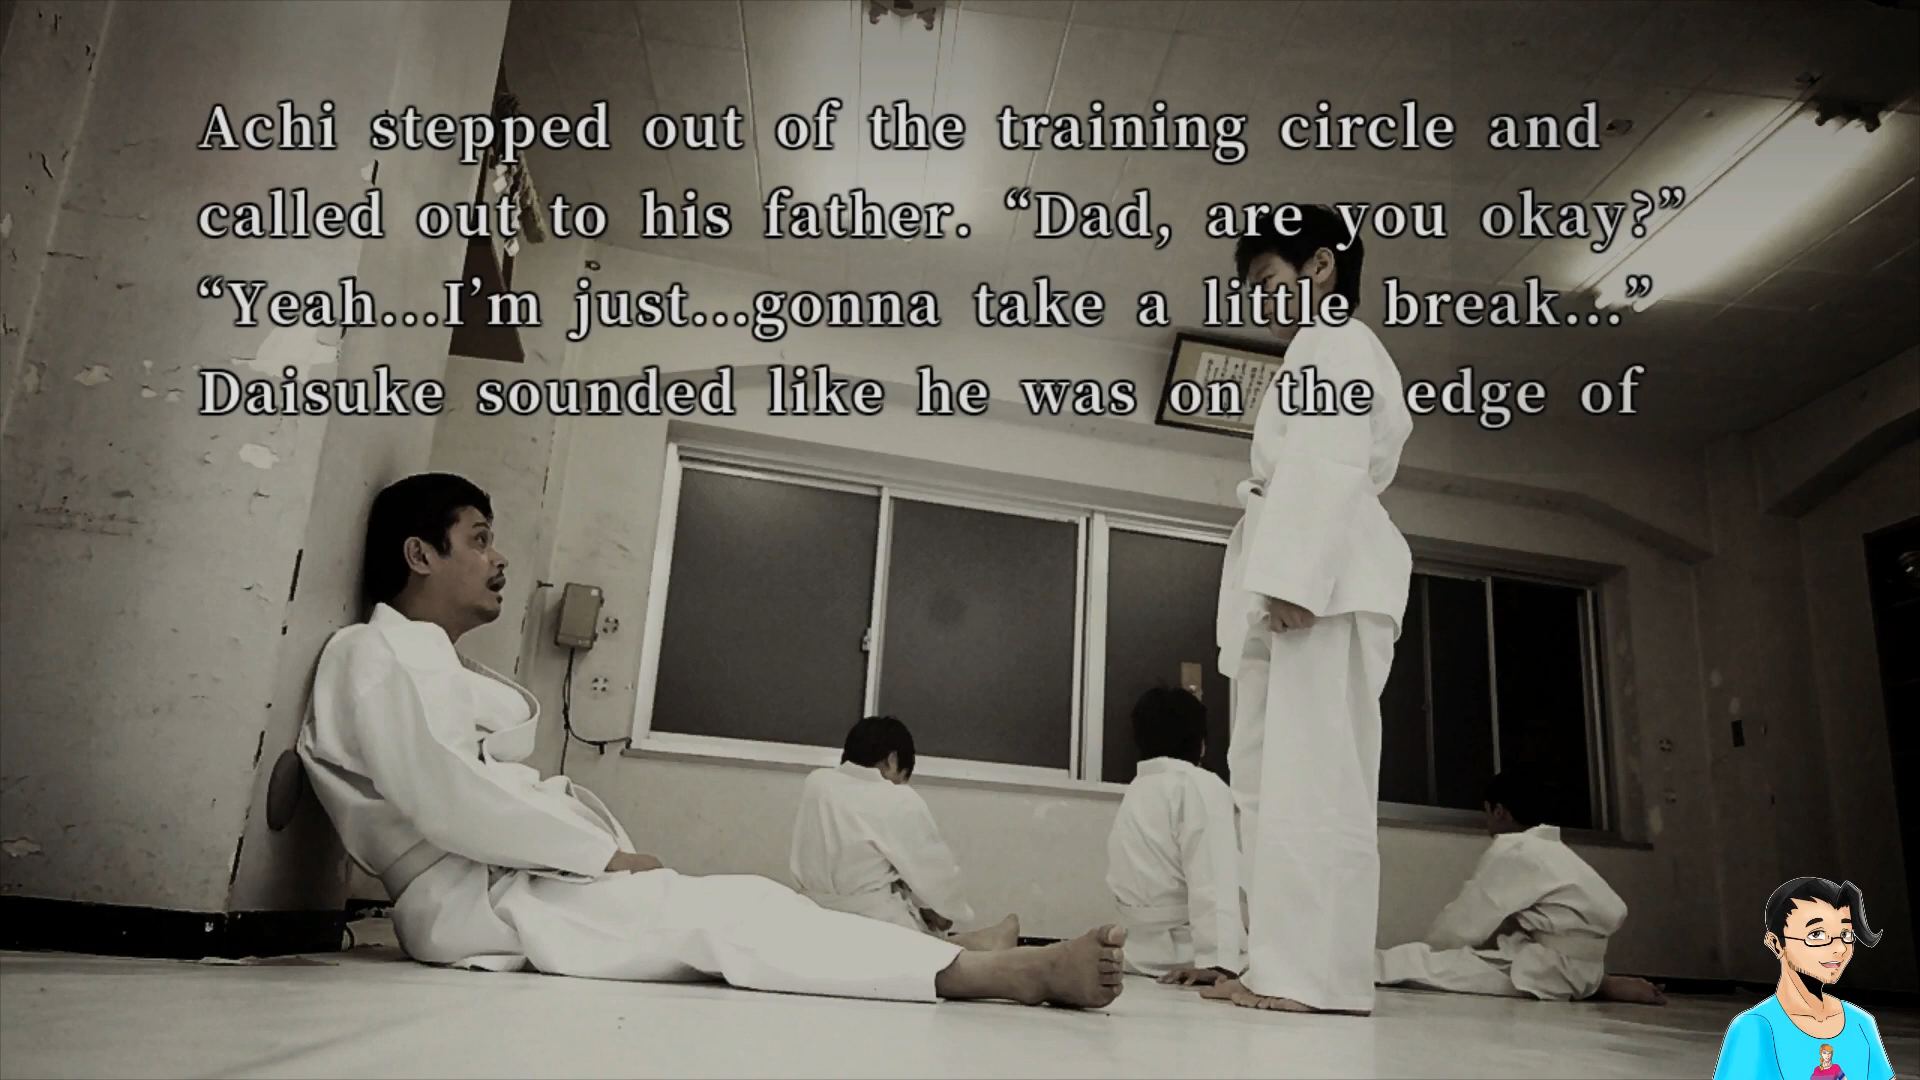 Achi stepped out of the training circle and
called out to his father. “Dad, are you okay?”
“Yeah...I’m just...gonna take a little break...”
Daisuke sounded like he was on the edge of